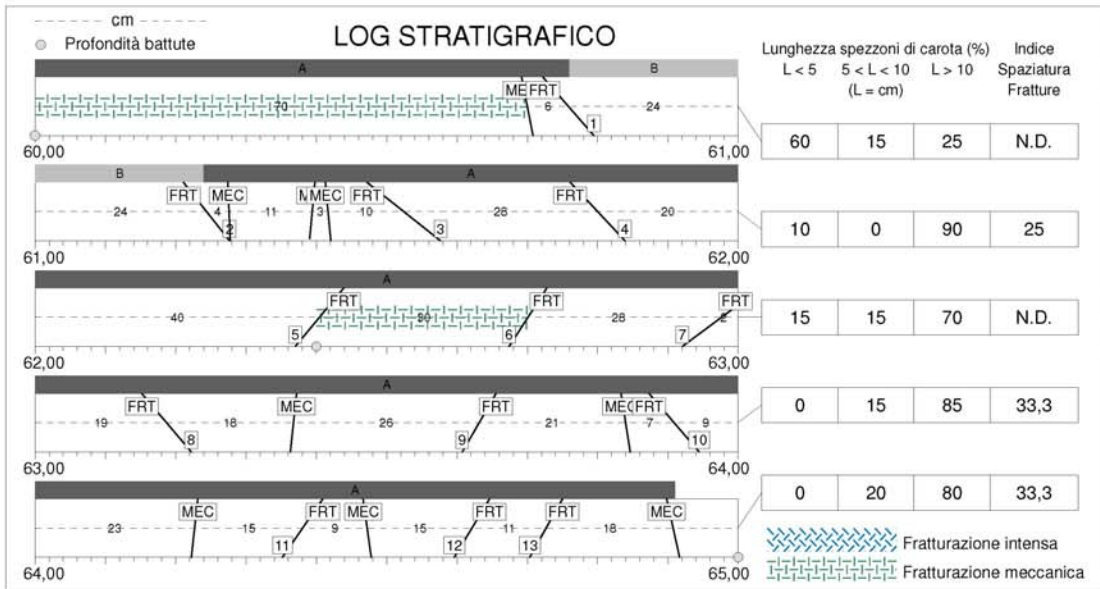 cm
Profondità battute
LOG STRATIGRAFICO
Lunghezza spezzoni di carota (%)
L < 5 5 < L < 10 L > 10
(L = cm)
Indice
Spaziatura
Fratture
A B
70 MEC FRT 6 24
1
60,00 61,00
60 15 25 N.D.
B A
FRT MEC MEC FRT FRT
24 4 11 3 10 28 20
2 3 4
61,00 62,00
10 0 90 25
A
FRT FRT FRT
40 30 28 2
5 6 7
62,00 63,00
15 15 70 N.D.
A
FRT MEC FRT MEC FRT
19 18 26 21 7 9
8 9 10
63,00 64,00
0 15 85 33,3
A
MEC FRT MEC FRT FRT MEC
23 15 9 15 11 18
11 12 13
64,00 65,00
0 20 80 33,3
Fratturazione intensa
Fratturazione meccanica